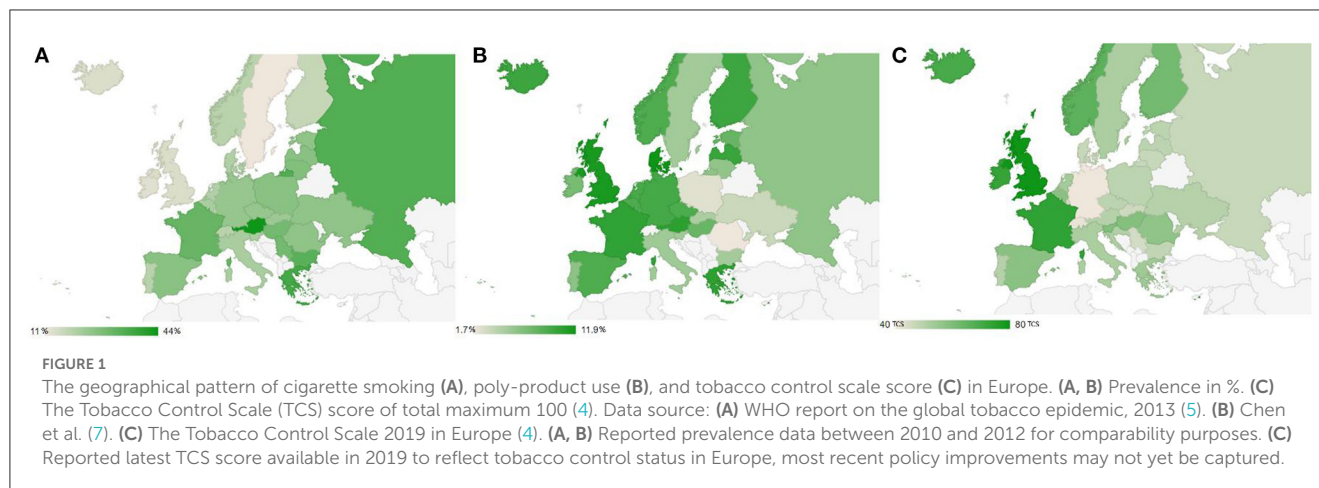 A
B
C
11 %
44%
1.7%
11.9%
40 TCS
80 TCS
FIGURE 1
The geographical pattern of cigarette smoking (A), poly-product use (B), and tobacco control scale score (C) in Europe. (A, B) Prevalence in %. (C)
The Tobacco Control Scale (TCS) score of total maximum 100 (4). Data source: (A) WHO report on the global tobacco epidemic, 2013 (5). (B) Chen
et al. (7). (C) The Tobacco Control Scale 2019 in Europe (4). (A, B) Reported prevalence data between 2010 and 2012 for comparability purposes. (C)
Reported latest TCS score available in 2019 to reflect tobacco control status in Europe, most recent policy improvements may not yet be captured.